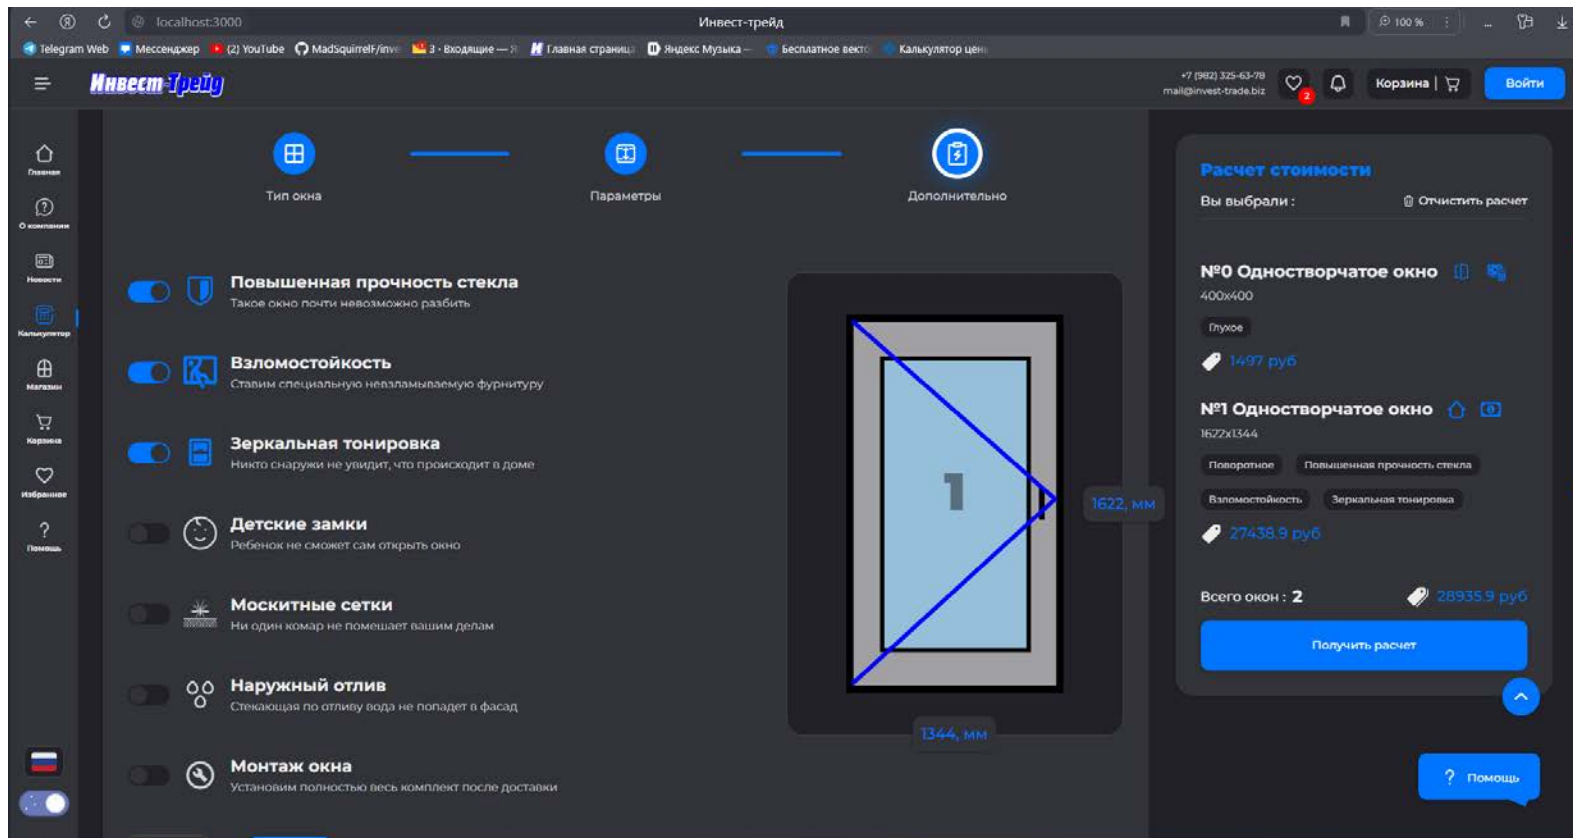 localhost:3000
Инвест-трейд
100 %
Telegram Web
Мессенджер
(2) YouTube
MadSquirrelF/inve
3 · Входящие — Я
Главная страница
Яндекс Музыка —
Бесплатное векто
Калькулятор цен
Инвест-Трейд
+7 (982) 325-63-78
mail@invest-trade.biz
2
Корзина
Войти
Главная
О компании
Новости
Калькулятор
Магазин
Корзина
Избранное
Помощь
Тип окна
Параметры
Дополнительно
Повышенная прочность стекла
Такое окно почти невозможно разбить
Взломостойкость
Ставим специальную невзламываемую фурнитуру
Зеркальная тонировка
Никто снаружи не увидит, что происходит в доме
Детские замки
Ребенок не сможет сам открыть окно
Москитные сетки
Ни один комар не помешает вашим делам
Наружный отлив
Стекающая по отливу вода не попадет в фасад
Монтаж окна
Установим полностью весь комплект после доставки
1
1622, мм
1344, мм
Расчет стоимости
Вы выбрали :
Отчистить расчет
№0 Одностворчатое окно
400x400
Глухое
1497 руб
№1 Одностворчатое окно
1622x1344
Поворотное
Повышенная прочность стекла
Взломостойкость
Зеркальная тонировка
27438.9 руб
Всего окон : 2
28935.9 руб
Получить расчет
? Помощь